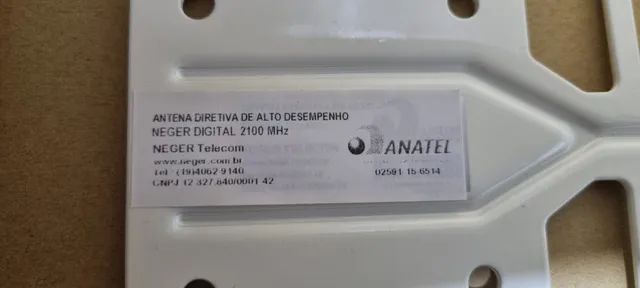 ANTENA DIRETIVA DE ALTO DESEMPENHO
NEGER DIGITAL 2100 MHz
NEGER Telecom
www.neger.com.br
Tel.: (19)4062-9140
CNPJ 12.327.840/0001-42
ANATEL
02591-15-6514